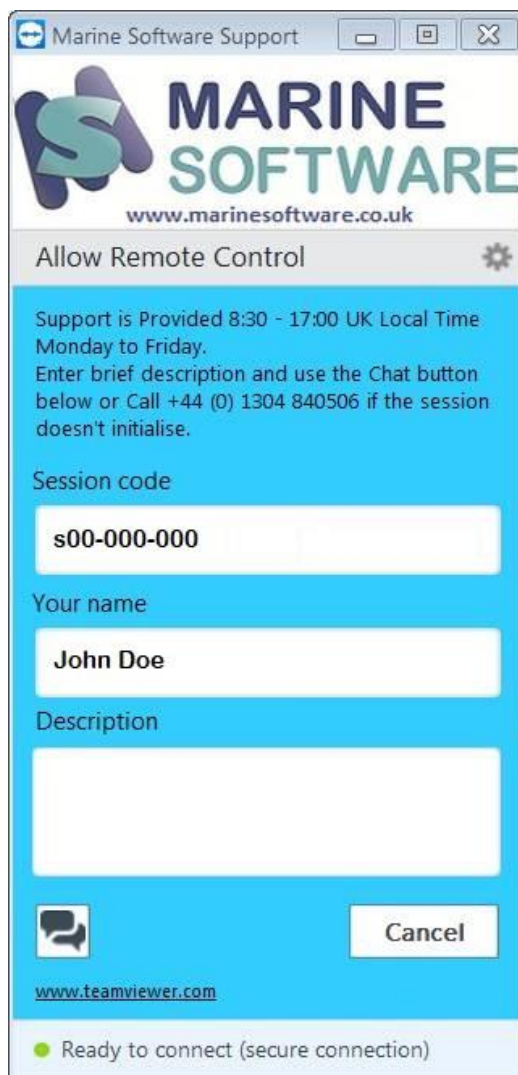 Marine Software Support
MARINE
SOFTWARE
www.marinesoftware.co.uk
Allow Remote Control
Support is Provided 8:30 - 17:00 UK Local Time
Monday to Friday.
Enter brief description and use the Chat button
below or Call +44 (0) 1304 840506 if the session
doesn't initialise.
Session code
s00-000-000
Your name
John Doe
Description
Cancel
www.teamviewer.com
Ready to connect (secure connection)